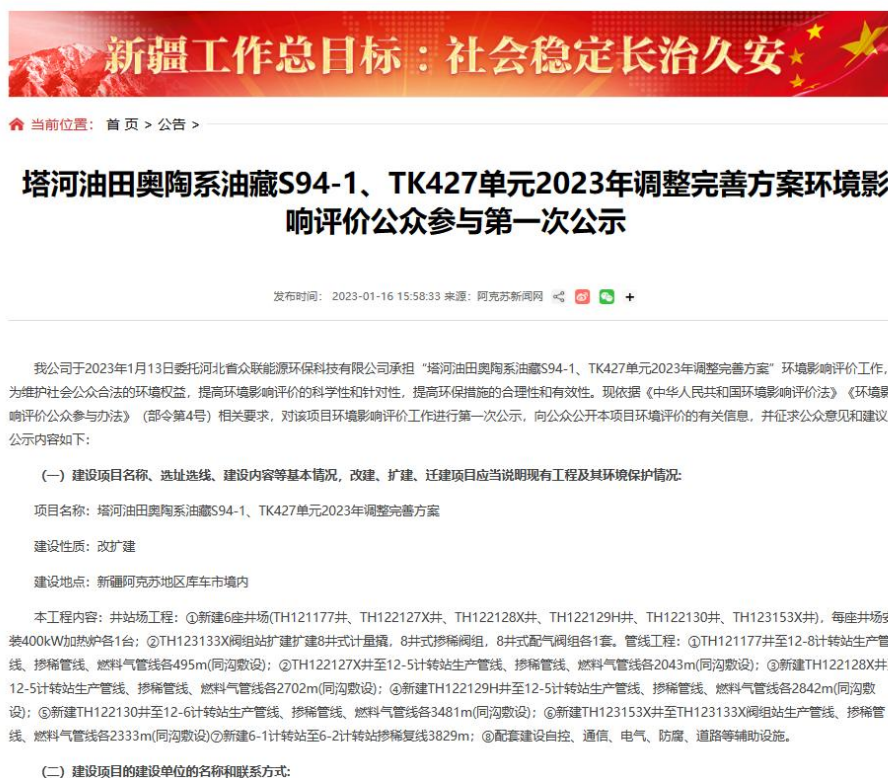 新疆工作总目标：社会稳定长治久安
当前位置： 首 页 > 公告 >
塔河油田奥陶系油藏S94-1、TK427单元2023年调整完善方案环境影
响评价公众参与第一次公示
发布时间： 2023-01-16 15:58:33 来源：阿克苏新闻网
我公司于2023年1月13日委托河北省众联能源环保科技有限公司承担“塔河油田奥陶系油藏S94-1、TK427单元2023年调整完善方案”环境影响评价工作，
为维护社会公众合法的环境权益，提高环境影响评价的科学性和针对性，提高环保措施的合理性和有效性。现依据《中华人民共和国环境影响评价法》《环境影
响评价公众参与办法》（部令第4号）相关要求，对该项目环境影响评价工作进行第一次公示，向公众公开本项目环境评价的有关信息，并征求公众意见和建议
公示内容如下：
（一）建设项目名称、选址选线、建设内容等基本情况，改建、扩建、迁建项目应当说明现有工程及其环境保护情况:
项目名称：塔河油田奥陶系油藏S94-1、TK427单元2023年调整完善方案
建设性质：改扩建
建设地点：新疆阿克苏地区库车市境内
本工程内容：井站场工程：①新建6座井场(TH121177井、TH122127X井、TH122128X井、TH122129H井、TH122130井、TH123153X井)，每座井场安
装400kW加热炉各1台；②TH123133X阀组站扩建扩建8井式计量撬，8井式掺稀阀组，8井式配气阀组各1套。管线工程：①TH121177井至12-8计转站生产管
线、掺稀管线、燃料气管线各495m(同沟敷设)；②TH122127X井至12-5计转站生产管线、掺稀管线、燃料气管线各2043m(同沟敷设)；③新建TH122128X井
12-5计转站生产管线、掺稀管线、燃料气管线各2702m(同沟敷设)；④新建TH122129H井至12-5计转站生产管线、掺稀管线、燃料气管线各2842m(同沟敷
设)；⑤新建TH122130井至12-6计转站生产管线、掺稀管线、燃料气管线各3481m(同沟敷设)；⑥新建TH123153X井至TH123133X阀组站生产管线、掺稀管
线、燃料气管线各2333m(同沟敷设)⑦新建6-1计转站至6-2计转站掺稀复线3829m；⑧配套建设自控、通信、电气、防腐、道路等辅助设施。
（二）建设项目的建设单位的名称和联系方式: